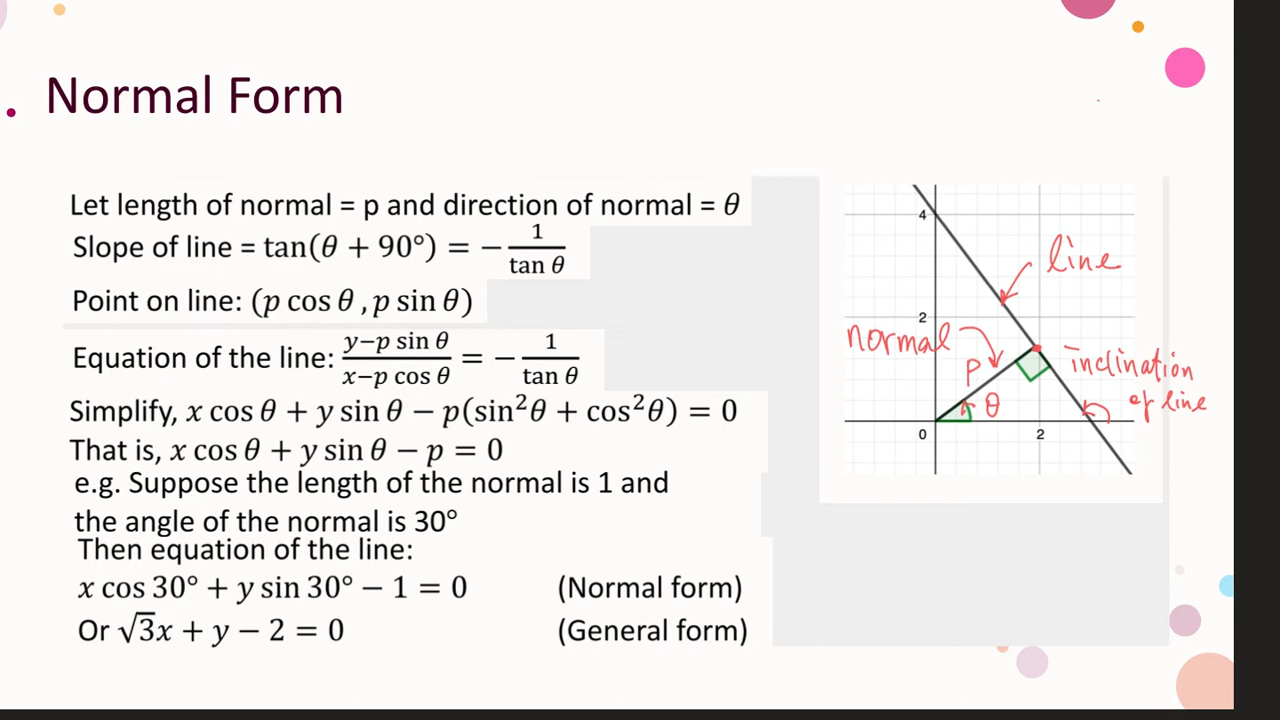 . Normal Form
Let length of normal = p and direction of normal = θ
Slope of line = tan(θ + 90°) = − 1/tan θ
Point on line: (p cos θ , p sin θ)
Equation of the line: y−p sin θ / x−p cos θ = − 1/tan θ
Simplify, x cos θ + y sin θ − p(sin²θ + cos²θ) = 0
That is, x cos θ + y sin θ − p = 0
e.g. Suppose the length of the normal is 1 and
the angle of the normal is 30°
Then equation of the line:
x cos 30° + y sin 30° − 1 = 0 (Normal form)
Or √3x + y − 2 = 0 (General form)
4
line
2
normal
P
inclination
of line
θ
0
2